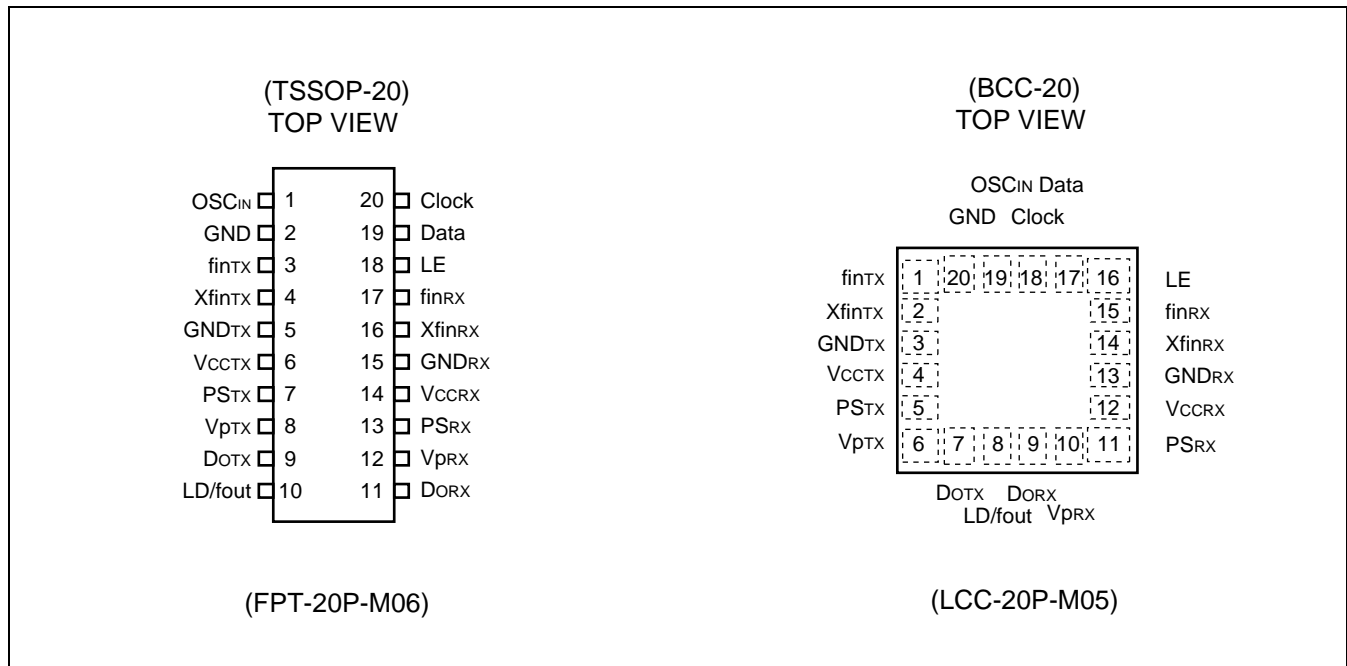 (TSSOP-20)
TOP VIEW
OSCIN 1 20 Clock
GND 2 19 Data
finTX 3 18 LE
XfinTX 4 17 finRX
GNDTX 5 16 XfinRX
VCCTX 6 15 GNDRX
PSTX 7 14 VCCRX
VpTX 8 13 PSRX
DOTX 9 12 VpRX
LD/fout 10 11 DORX
(FPT-20P-M06)
(BCC-20)
TOP VIEW
OSCIN Data
GND Clock
finTX 1 20 19 18 17 16 LE
XfinTX 2 15 finRX
GNDTX 3 14 XfinRX
VCCTX 4 13 GNDRX
PSTX 5 12 VCCRX
VpTX 6 7 8 9 10 11 PSRX
DOTX DORX
LD/fout VpRX
(LCC-20P-M05)